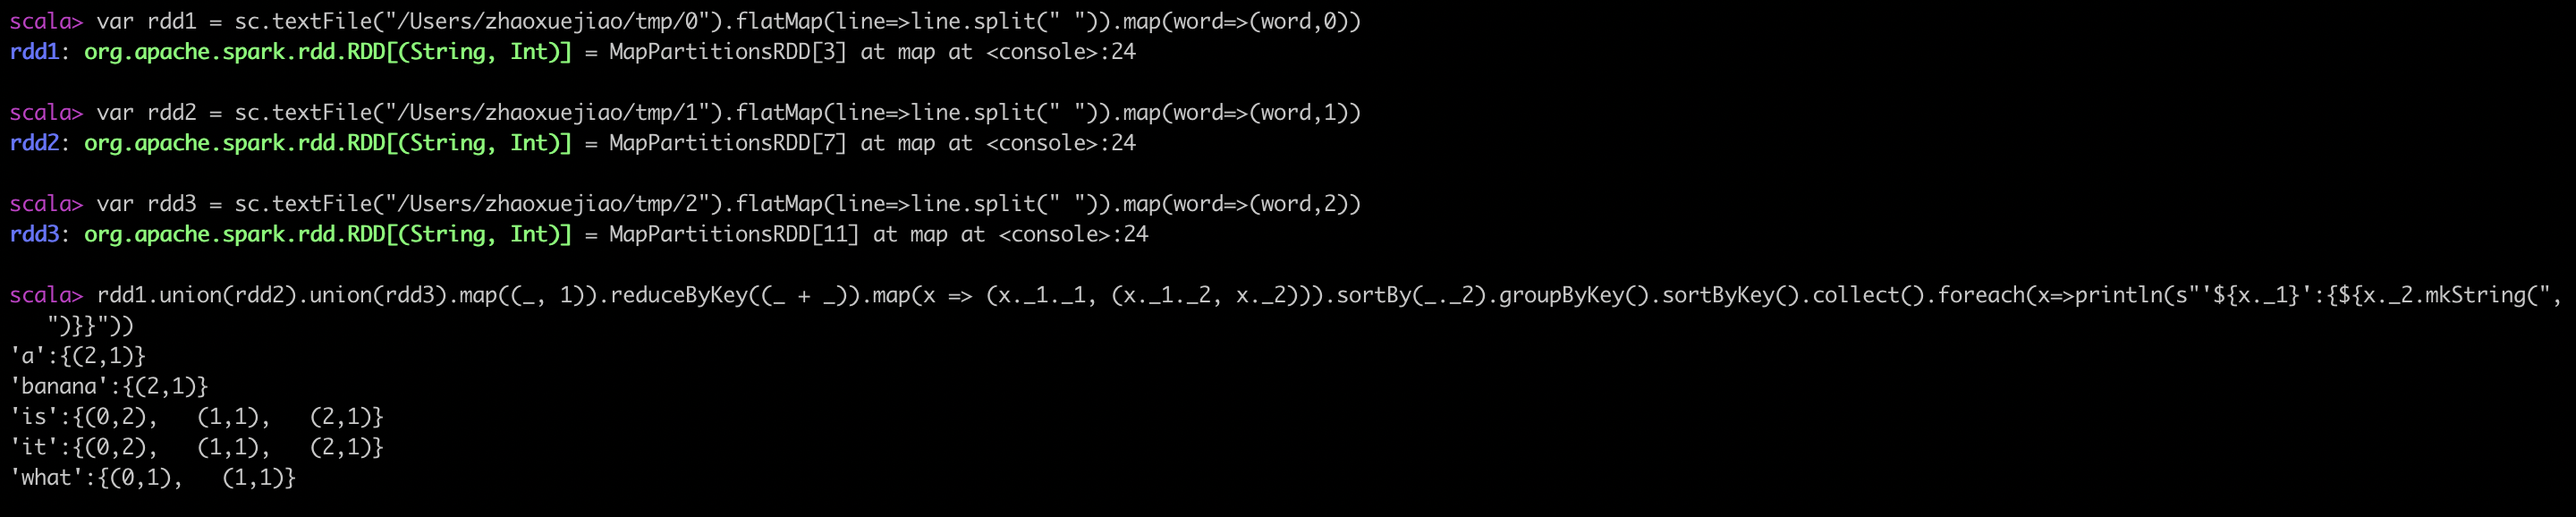 scala> var rdd1 = sc.textFile("/Users/zhaoxuejiao/tmp/0").flatMap(line=>line.split(" ")).map(word=>(word,0))
rdd1: org.apache.spark.rdd.RDD[(String, Int)] = MapPartitionsRDD[3] at map at <console>:24
scala> var rdd2 = sc.textFile("/Users/zhaoxuejiao/tmp/1").flatMap(line=>line.split(" ")).map(word=>(word,1))
rdd2: org.apache.spark.rdd.RDD[(String, Int)] = MapPartitionsRDD[7] at map at <console>:24
scala> var rdd3 = sc.textFile("/Users/zhaoxuejiao/tmp/2").flatMap(line=>line.split(" ")).map(word=>(word,2))
rdd3: org.apache.spark.rdd.RDD[(String, Int)] = MapPartitionsRDD[11] at map at <console>:24
scala> rdd1.union(rdd2).union(rdd3).map((_, 1)).reduceByKey((_ + _)).map(x => (x._1._1, (x._1._2, x._2))).sortBy(_._2).groupByKey().sortByKey().collect().foreach(x=>println(s"'${x._1}':{${x._2.mkString(",
   ")}}"))
'a':{(2,1)}
'banana':{(2,1)}
'is':{(0,2),   (1,1),   (2,1)}
'it':{(0,2),   (1,1),   (2,1)}
'what':{(0,1),   (1,1)}